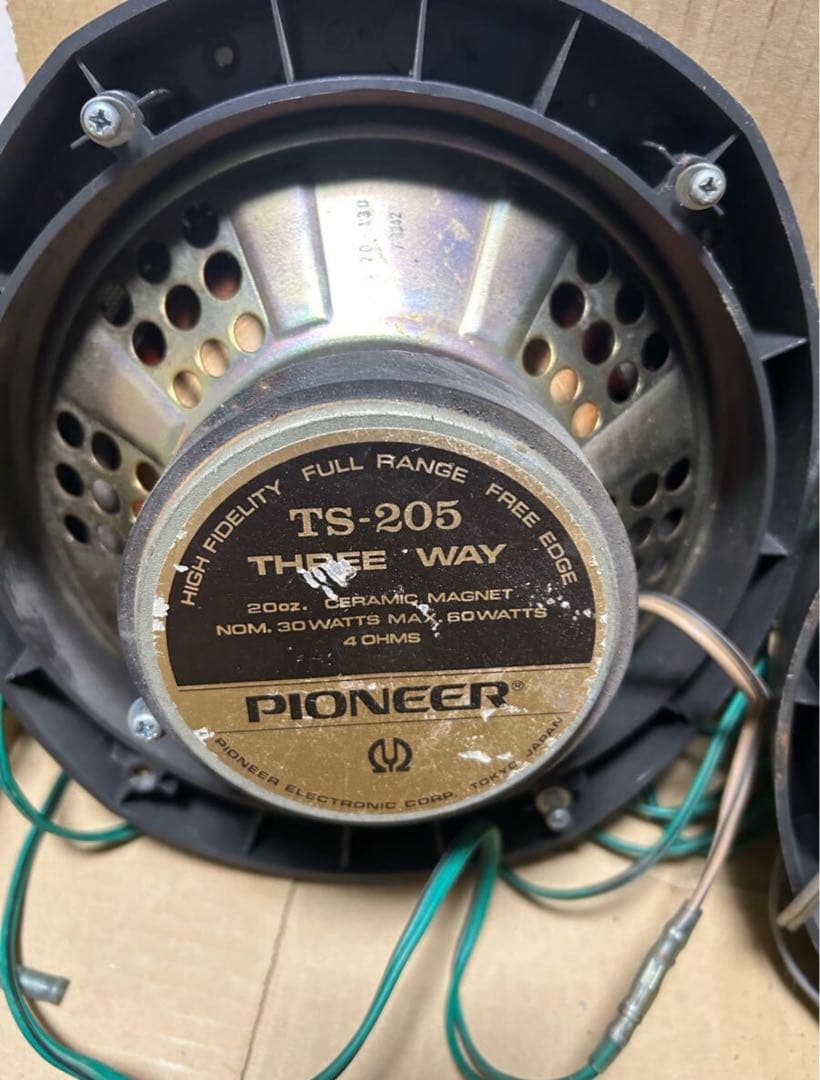 HIGH FIDELITY FULL RANGE FREE EDGE
TS-205
THREE WAY
20oz. CERAMIC MAGNET
NOM. 30 WATTS MAX 60 WATTS
4 OHMS
PIONEER®
PIONEER ELECTRONIC CORP. TOKYO JAPAN